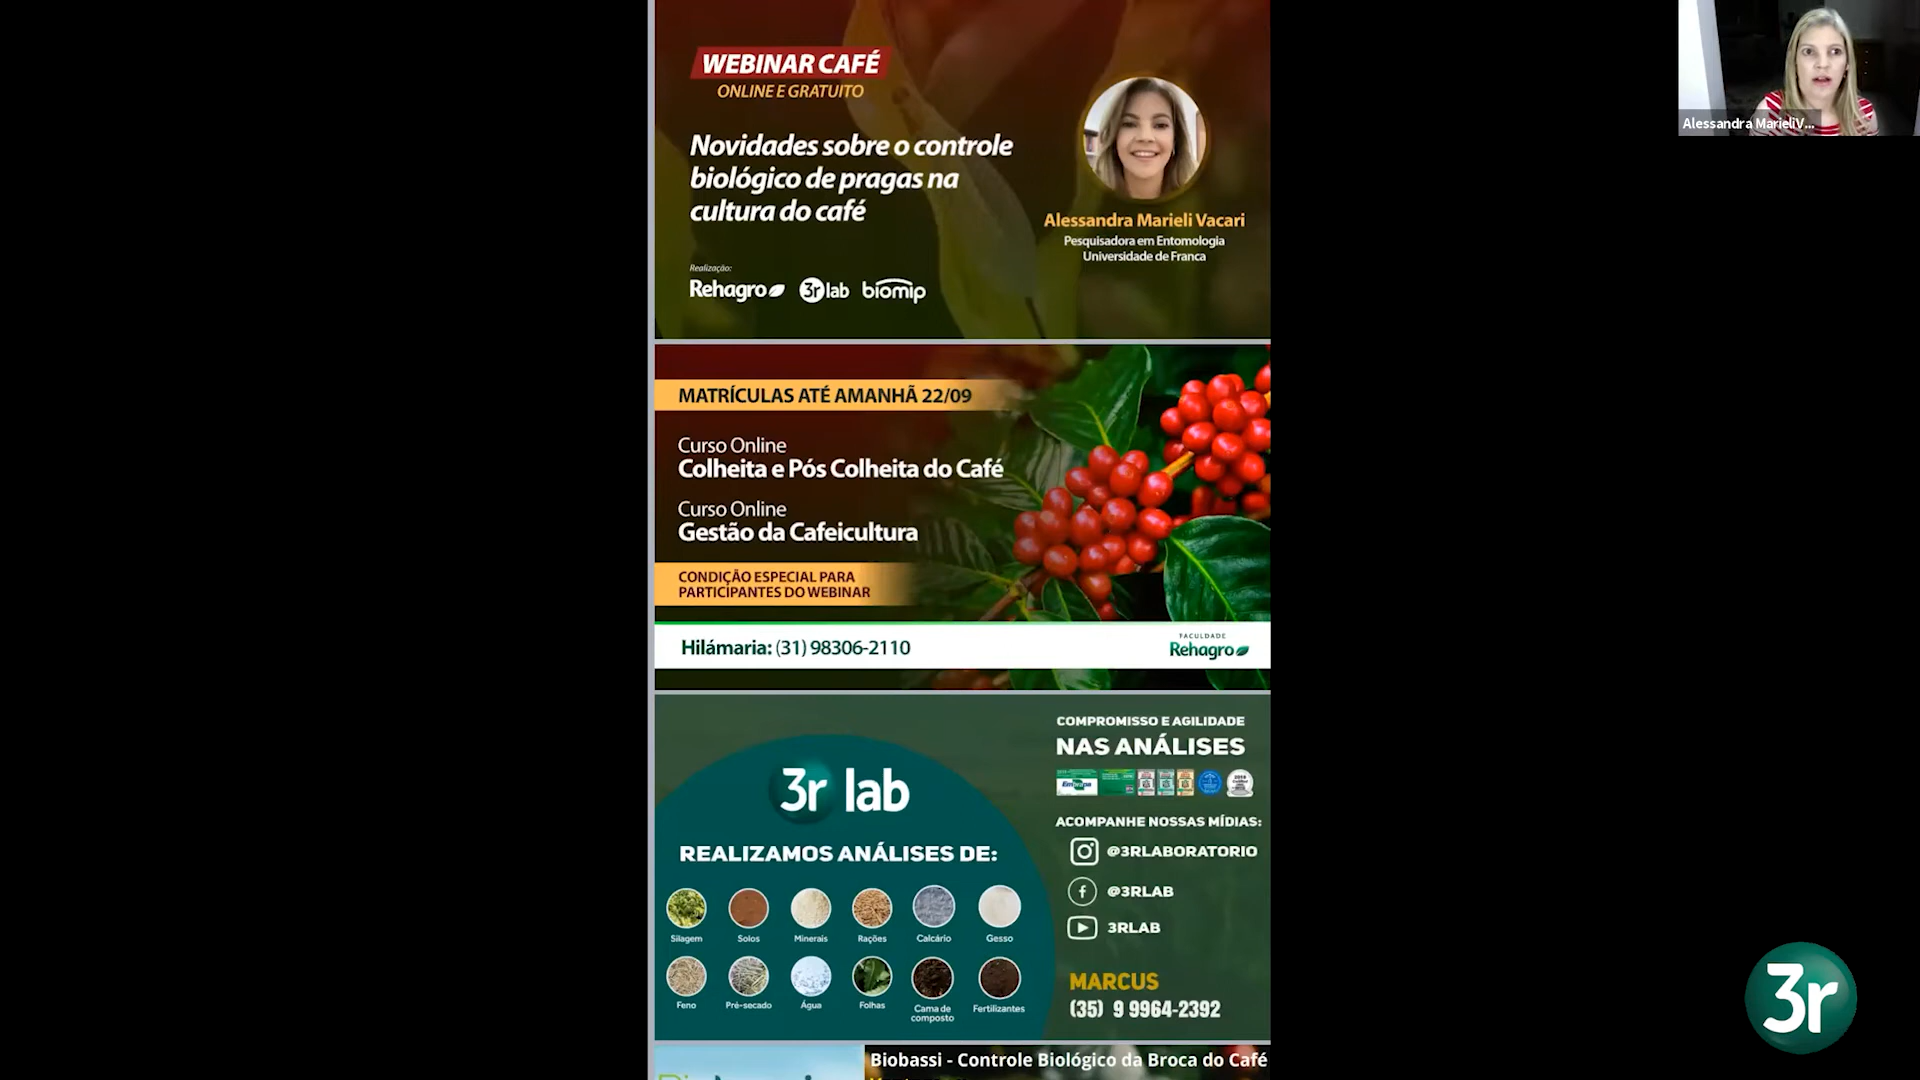 WEBINAR CAFÉ
ONLINE E GRATUITO
Novidades sobre o controle
biológico de pragas na
cultura do café
Alessandra Marieli Vacari
Pesquisadora em Entomologia
Universidade de Franca
Realização:
Rehagro 3r lab biomip
MATRÍCULAS ATÉ AMANHÃ 22/09
Curso Online
Colheita e Pós Colheita do Café
Curso Online
Gestão da Cafeicultura
CONDIÇÃO ESPECIAL PARA
PARTICIPANTES DO WEBINAR
Hilámaria: (31) 98306-2110
FACULDADE
Rehagro
3r lab
REALIZAMOS ANÁLISES DE:
Silagem Solos Minerais Rações Calcário Gesso
Feno Pré-secado Água Folhas Cama de composto Fertilizantes
COMPROMISSO E AGILIDADE
NAS ANÁLISES
Embrapa
ACOMPANHE NOSSAS MÍDIAS:
@3RLABORATORIO
@3RLAB
3RLAB
MARCUS
(35) 9 9964-2392
Biobassi - Controle Biológico da Broca do Café
Alessandra MarieliV...
3r